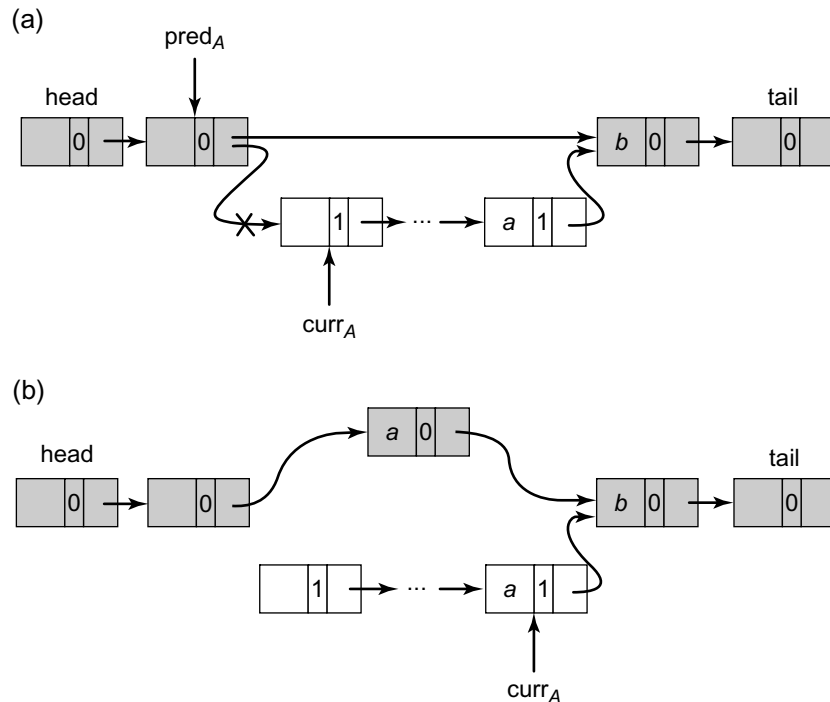 (a)
pred_A
head
tail
0 0 b 0 0
1 ... a 1
curr_A
(b)
a 0
head
tail
0 0 b 0 0
1 ... a 1
curr_A